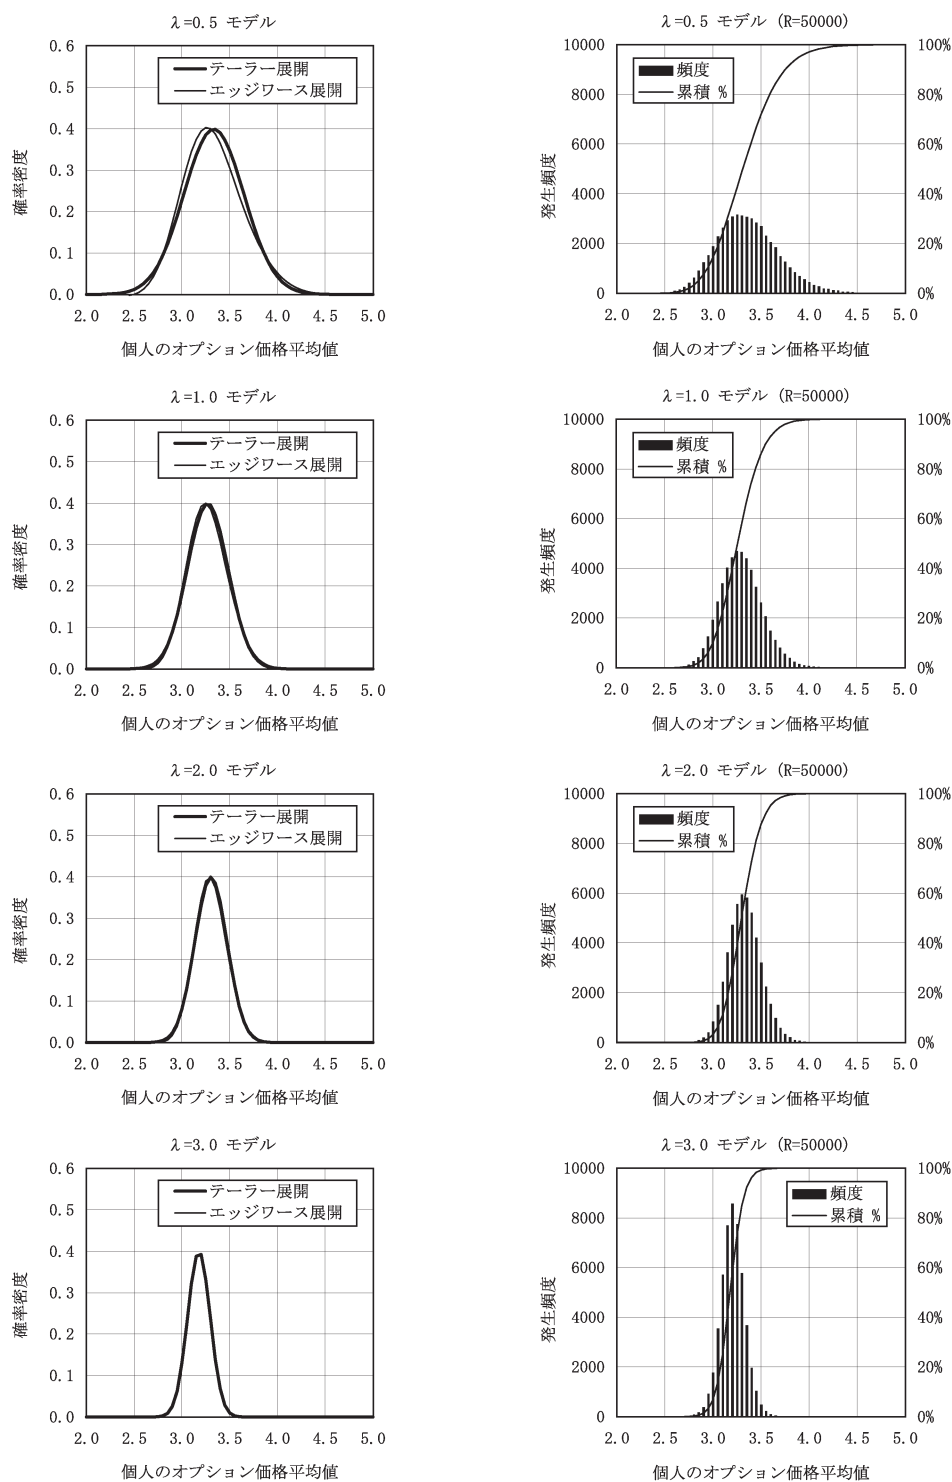 λ=0.5 モデル
0.6
0.5
0.4
0.3
0.2
0.1
0.0
確率密度
テーラー展開
エッジワース展開
2.0 2.5 3.0 3.5 4.0 4.5 5.0
個人のオプション価格平均値
λ=0.5 モデル (R=50000)
10000
8000
6000
4000
2000
0
発生頻度
頻度
累積 %
100%
80%
60%
40%
20%
0%
2.0 2.5 3.0 3.5 4.0 4.5 5.0
個人のオプション価格平均値
λ=1.0 モデル
0.6
0.5
0.4
0.3
0.2
0.1
0.0
確率密度
テーラー展開
エッジワース展開
2.0 2.5 3.0 3.5 4.0 4.5 5.0
個人のオプション価格平均値
λ=1.0 モデル (R=50000)
10000
8000
6000
4000
2000
0
発生頻度
頻度
累積 %
100%
80%
60%
40%
20%
0%
2.0 2.5 3.0 3.5 4.0 4.5 5.0
個人のオプション価格平均値
λ=2.0 モデル
0.6
0.5
0.4
0.3
0.2
0.1
0.0
確率密度
テーラー展開
エッジワース展開
2.0 2.5 3.0 3.5 4.0 4.5 5.0
個人のオプション価格平均値
λ=2.0 モデル (R=50000)
10000
8000
6000
4000
2000
0
発生頻度
頻度
累積 %
100%
80%
60%
40%
20%
0%
2.0 2.5 3.0 3.5 4.0 4.5 5.0
個人のオプション価格平均値
λ=3.0 モデル
0.6
0.5
0.4
0.3
0.2
0.1
0.0
確率密度
テーラー展開
エッジワース展開
2.0 2.5 3.0 3.5 4.0 4.5 5.0
個人のオプション価格平均値
λ=3.0 モデル (R=50000)
10000
8000
6000
4000
2000
0
発生頻度
頻度
累積 %
100%
80%
60%
40%
20%
0%
2.0 2.5 3.0 3.5 4.0 4.5 5.0
個人のオプション価格平均値